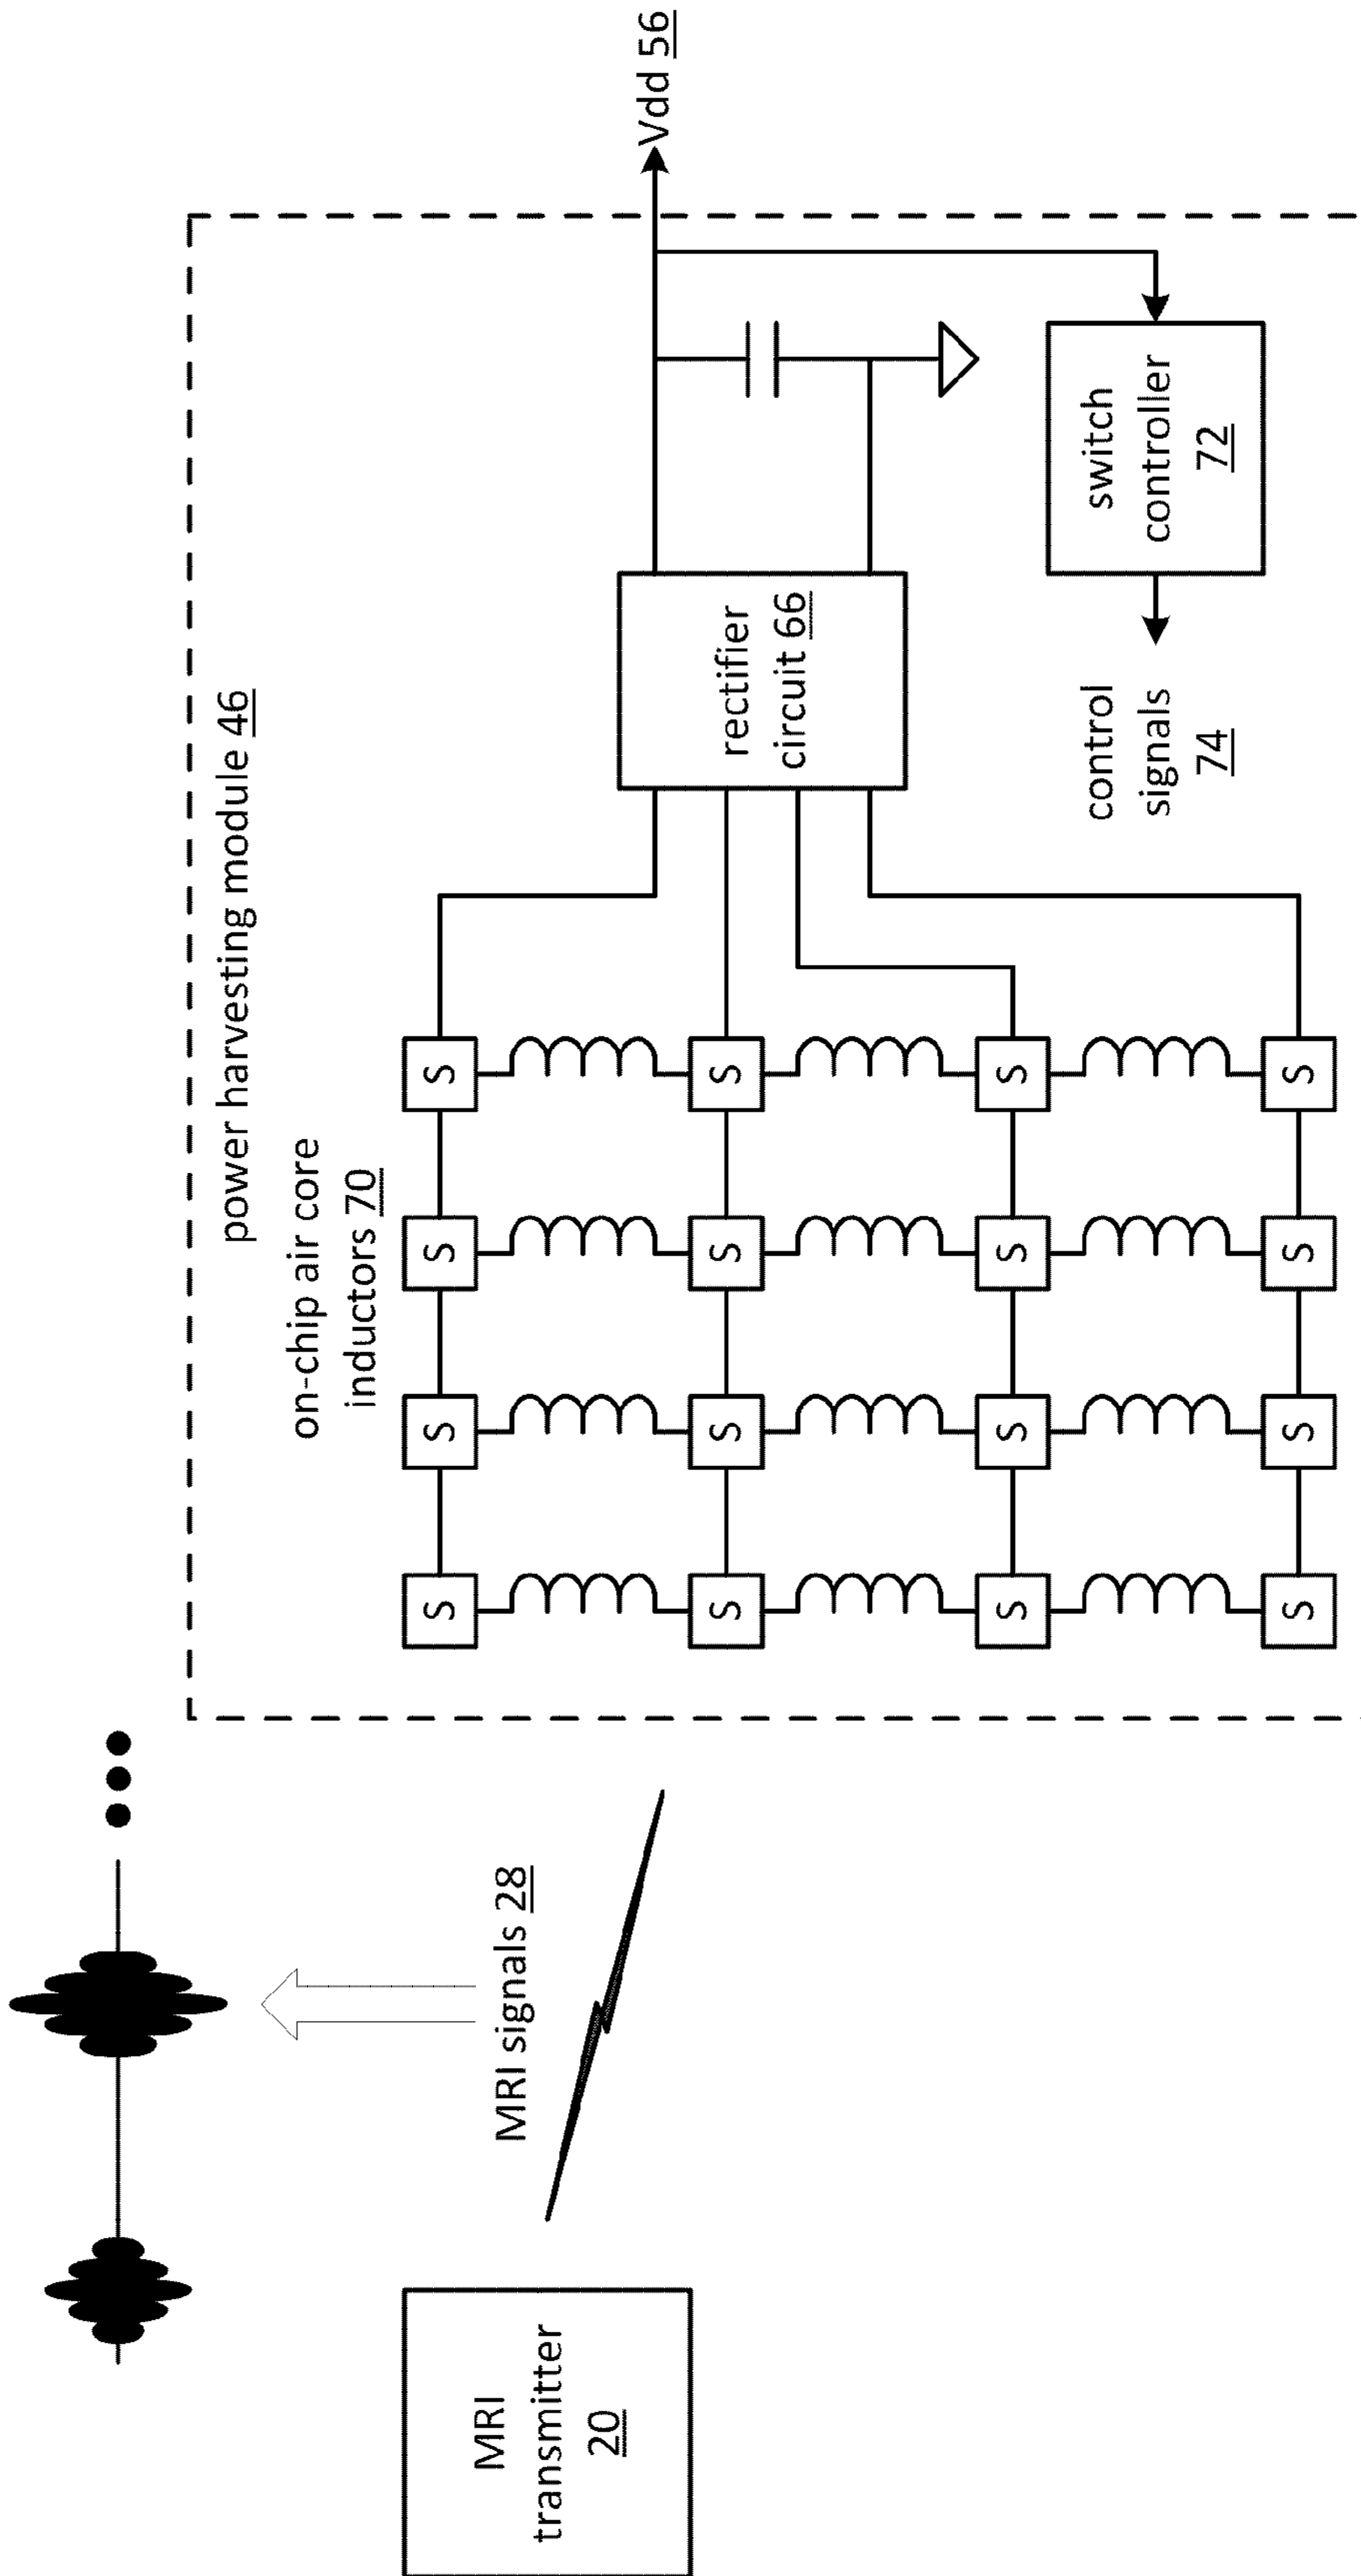 power harvesting module 46
on-chip air core
inductors 70
S S S S
S S S S
S S S S
S S S S
rectifier
circuit 66
Vdd 56
switch
controller
72
control
signals
74
MRI signals 28
MRI
transmitter
20